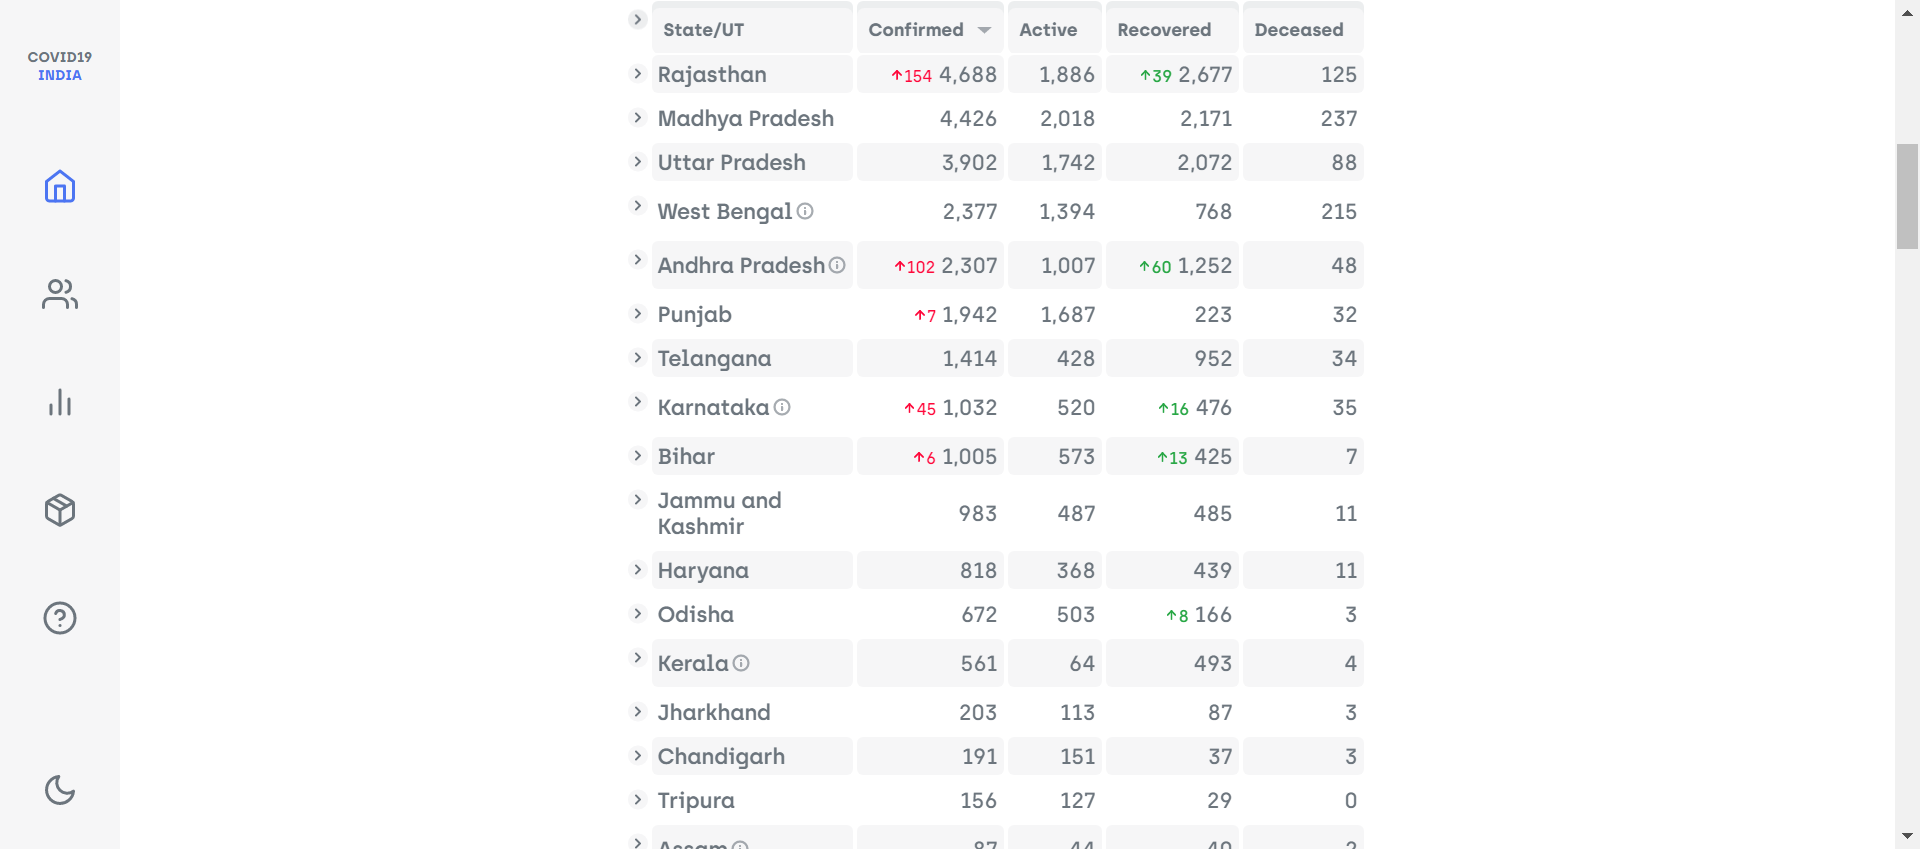 COVID19
INDIA
State/UT Confirmed Active Recovered Deceased
Rajasthan ↑154 4,688 1,886 ↑39 2,677 125
Madhya Pradesh 4,426 2,018 2,171 237
Uttar Pradesh 3,902 1,742 2,072 88
West Bengal 2,377 1,394 768 215
Andhra Pradesh ↑102 2,307 1,007 ↑60 1,252 48
Punjab ↑7 1,942 1,687 223 32
Telangana 1,414 428 952 34
Karnataka ↑45 1,032 520 ↑16 476 35
Bihar ↑6 1,005 573 ↑13 425 7
Jammu and
Kashmir 983 487 485 11
Haryana 818 368 439 11
Odisha 672 503 ↑8 166 3
Kerala 561 64 493 4
Jharkhand 203 113 87 3
Chandigarh 191 151 37 3
Tripura 156 127 29 0
Assam 87 44 40 2